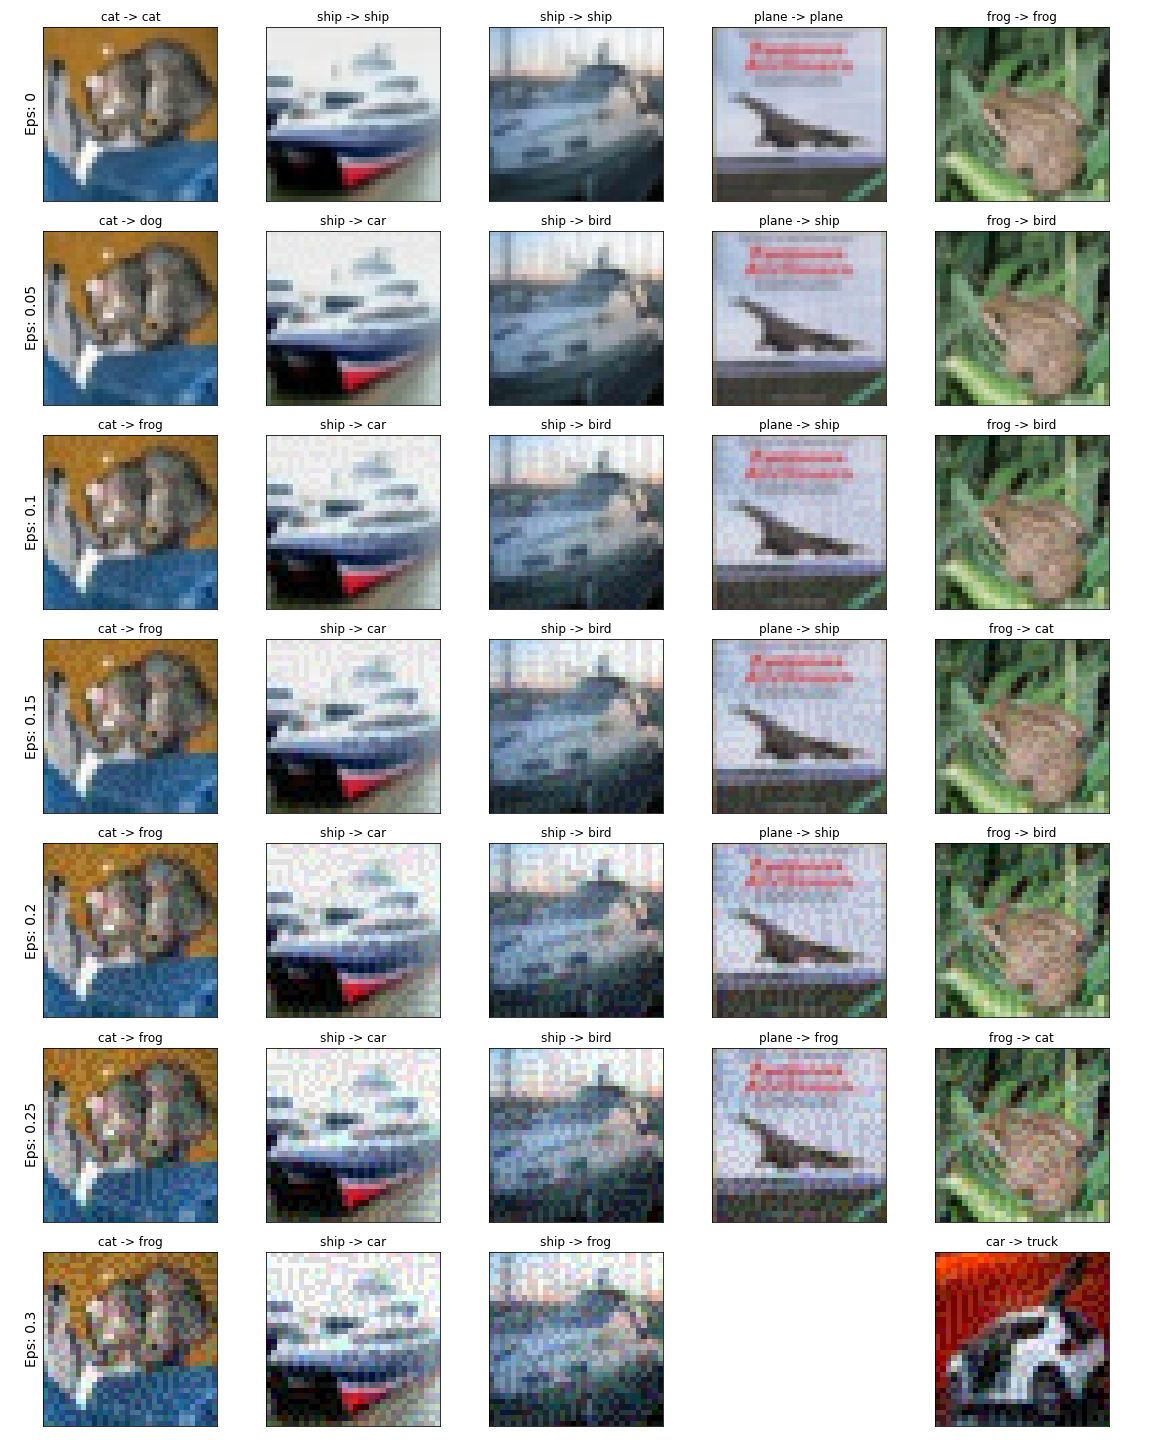 cat -> cat
ship -> ship
ship -> ship
plane -> plane
frog -> frog
Eps: 0
cat -> dog
ship -> car
ship -> bird
plane -> ship
frog -> bird
Eps: 0.05
cat -> frog
ship -> car
ship -> bird
plane -> ship
frog -> bird
Eps: 0.1
cat -> frog
ship -> car
ship -> bird
plane -> ship
frog -> cat
Eps: 0.15
cat -> frog
ship -> car
ship -> bird
plane -> ship
frog -> bird
Eps: 0.2
cat -> frog
ship -> car
ship -> bird
plane -> frog
frog -> cat
Eps: 0.25
cat -> frog
ship -> car
ship -> frog
car -> truck
Eps: 0.3